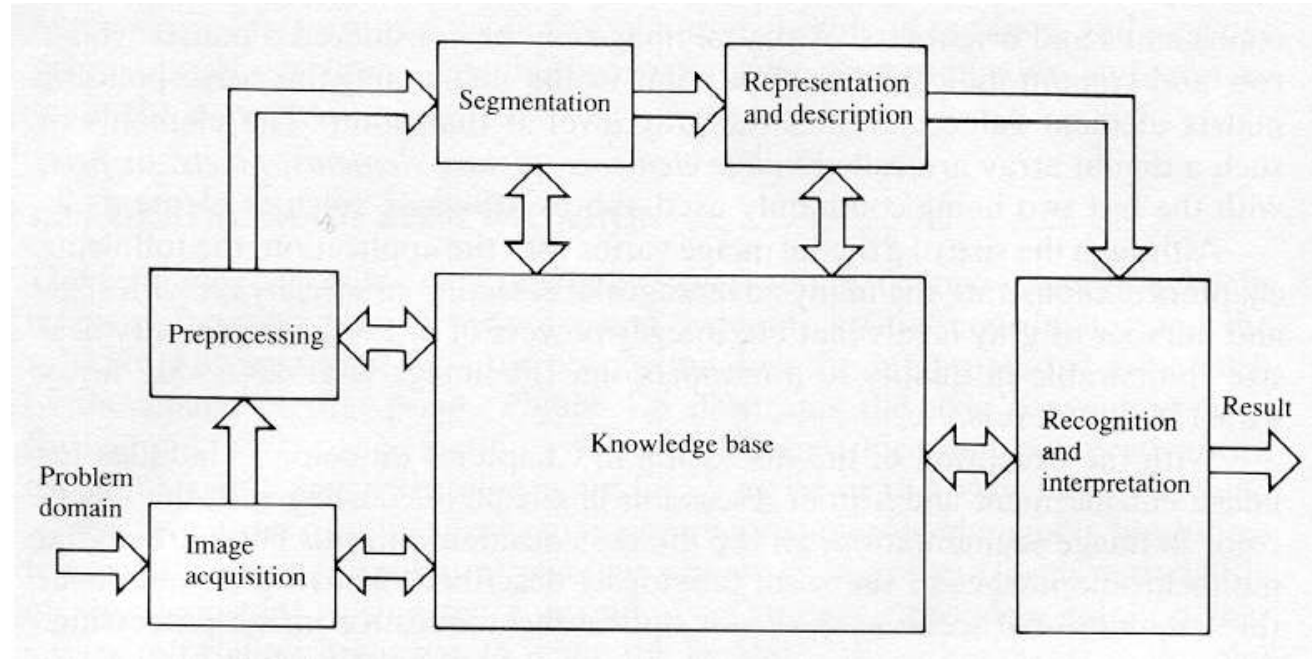 Segmentation
Representation
and description
Preprocessing
Knowledge base
Recognition
and
interpretation
Result
Problem
domain
Image
acquisition